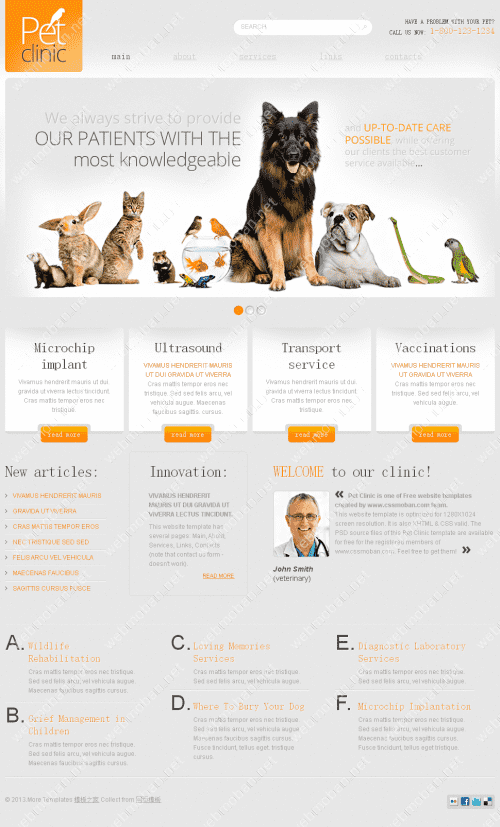 Pet
clinic
SEARCH
HAVE A PROBLEM WITH YOUR PET?
CALL US NOW: 1-800-123-1234
main
about
services
links
contacts
We always strive to provide
OUR PATIENTS WITH THE
most knowledgeable
and UP-TO-DATE CARE
POSSIBLE, while offering
our clients the best customer
service available...
Microchip
implant
Vivamus hendrerit mauris ut dui
gravida ut viverra lectus tincidunt.
Cras mattis tempor eros nec
tristique.
read more
Ultrasound
VIVAMUS HENDRERIT MAURIS
UT DUI GRAVIDA UT VIVERRA
Cras mattis tempor eros nec
tristique. Sed sed felis arcu, vel
vehicula augue. Maecenas
faucibus sagittis cursus.
read more
Transport
service
Vivamus hendrerit mauris ut dui
gravida ut viverra lectus tincidunt.
Cras mattis tempor eros nec
tristique.
read more
Vaccinations
VIVAMUS HENDRERIT MAURIS
UT DUI GRAVIDA UT VIVERRA
Cras mattis tempor eros nec
tristique. Sed sed felis arcu, vel
vehicula augue.
read more
New articles:
VIVAMUS HENDRERIT MAURIS
GRAVIDA UT VIVERRA
CRAS MATTIS TEMPOR EROS
NEC TRISTIQUE SED SED
FELIS ARCU VEL VEHICULA
MAECENAS FAUCIBUS
SAGITTIS CURSUS FUSCE
Innovation:
VIVAMUS HENDRERIT
MAURIS UT DUI GRAVIDA UT
VIVERRA LECTUS TINCIDUNT.
This website template has
several pages: Main, About,
Services, Links, Contacts
(note that contact us form –
doesn't work).
READ MORE
WELCOME to our clinic!
« Pet Clinic is one of Free website templates
created by www.cssmoban.com team.
This website template is optimized for 1280X1024
screen resolution. It is also XHTML & CSS valid. The
PSD source files of this Pet Clinic template are available
for free for the registered members of
www.cssmoban.com. Feel free to get them! »
John Smith
(veterinary)
A. Wildlife
Rehabilitation
Cras mattis tempor eros nec tristique.
Sed sed felis arcu, vel vehicula augue.
Maecenas faucibus sagittis cursus.
B. Grief Management in
Children
Cras mattis tempor eros nec tristique.
Sed sed felis arcu, vel vehicula augue.
C. Loving Memories
Services
Cras mattis tempor eros nec tristique.
Sed sed felis arcu, vel vehicula augue.
D. Where To Bury Your Dog
Cras mattis tempor eros nec tristique.
Sed sed felis arcu, vel vehicula augue.
Maecenas faucibus sagittis cursus.
Fusce tincidunt, tellus eget tristique
cursus.
E. Diagnostic Laboratory
Services
Cras mattis tempor eros nec tristique.
Sed sed felis arcu, vel vehicula augue.
F. Microchip Implantation
Cras mattis tempor eros nec tristique.
Sed sed felis arcu, vel vehicula augue.
Maecenas faucibus sagittis cursus.
Fusce tincidunt, tellus eget tristique
© 2013 More Templates 模板之家 Collect from 网页模板